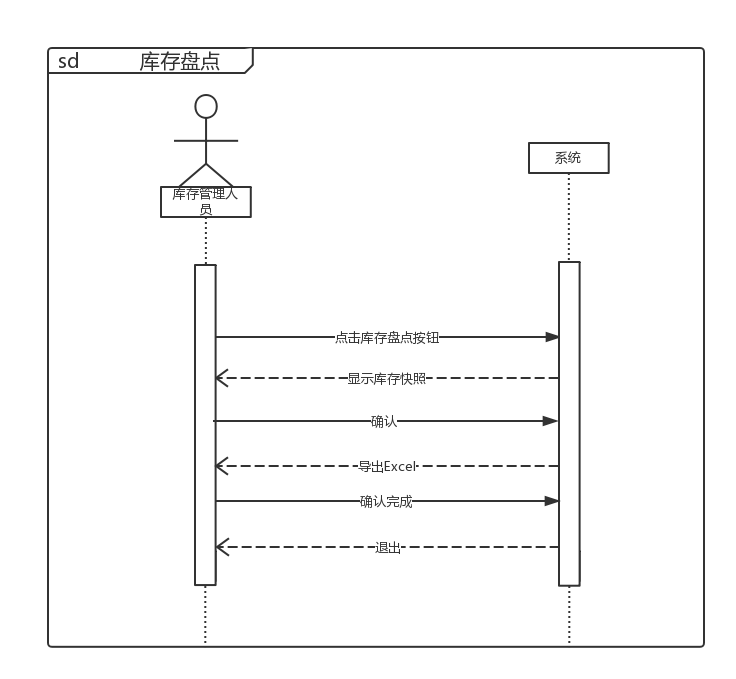 sd 库存盘点
系统
库存管理人
员
点击库存盘点按钮
显示库存快照
确认
导出Excel
确认完成
退出